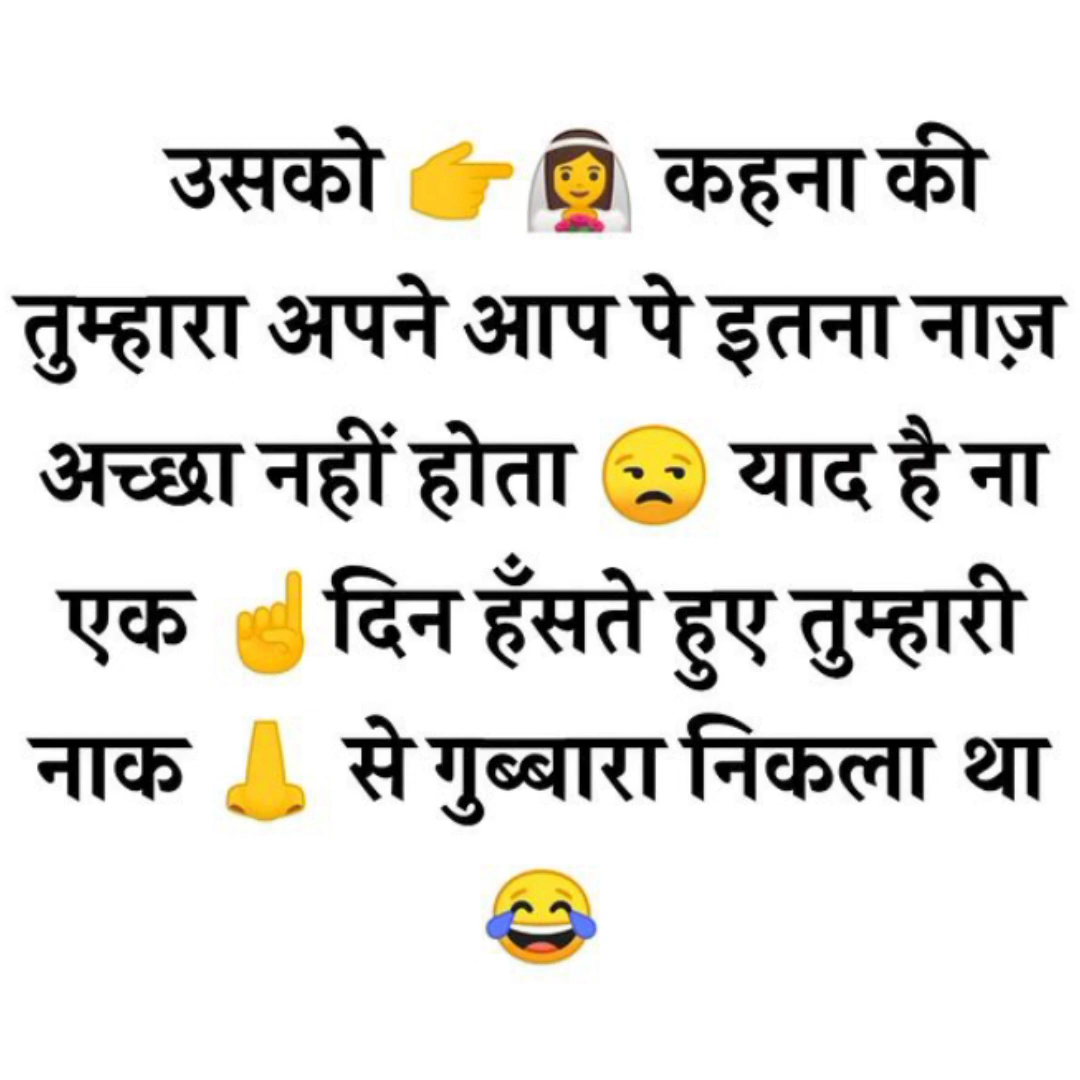 उसको 👉👰 कहना की
तुम्हारा अपने आप पे इतना नाज़
अच्छा नहीं होता 😒 याद है ना
एक ☝️दिन हँसते हुए तुम्हारी
नाक 👃 से गुब्बारा निकला था
😂